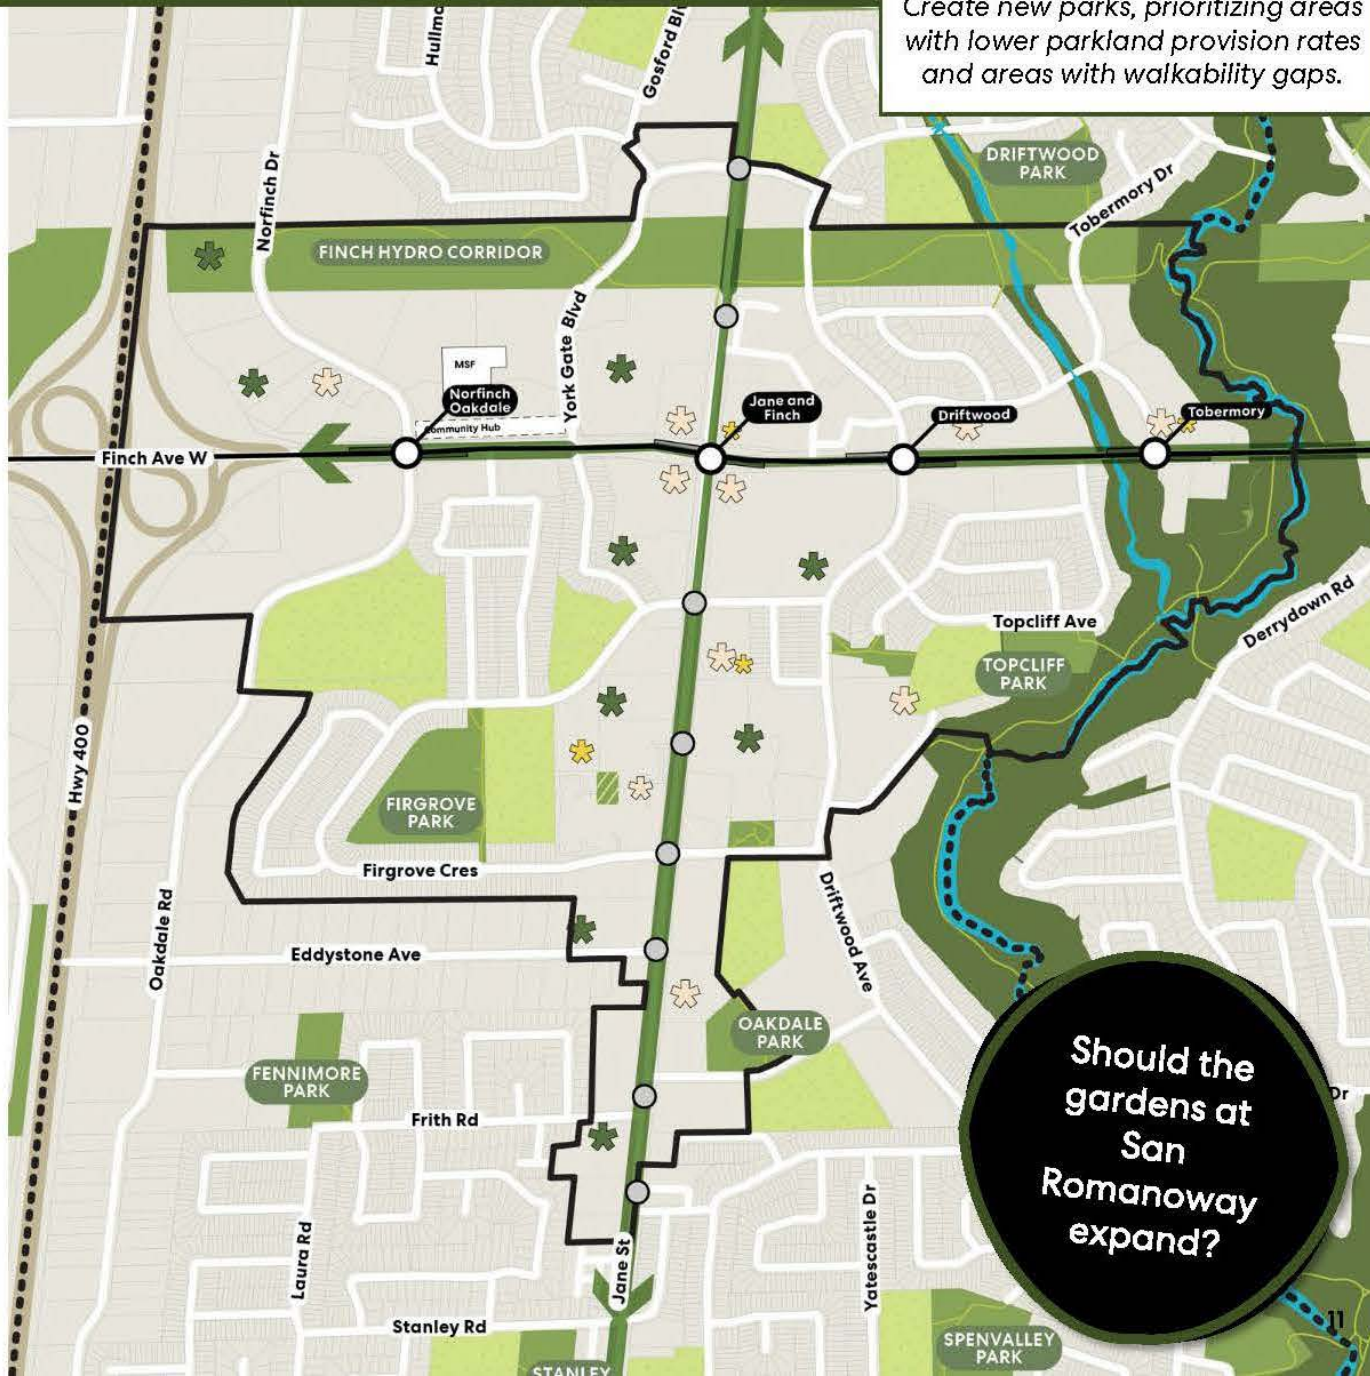 Create new parks, prioritizing areas
with lower parkland provision rates
and areas with walkability gaps.
Gosford
DRIFTWOOD
PARK
Tobermory Dr
Norfinch Dr
FINCH HYDRO CORRIDOR
York Gate Blvd
MSF
Norfinch
Oakdale
Community Hub
Jane and
Finch
Driftwood
Tobermory
Finch Ave W
Topcliff Ave
Derrydown Rd
TOPCLIFF
PARK
Hwy 400
FIRGROVE
PARK
Firgrove Cres
Driftwood Ave
Oakdale Rd
Eddystone Ave
OAKDALE
PARK
FENNIMORE
PARK
Frith Rd
Should the
gardens at
San
Romanoway
expand?
Dr
Laura Rd
Jane St
Yatescastle Dr
Stanley Rd
SPENVALLEY
PARK
STANLEY
11